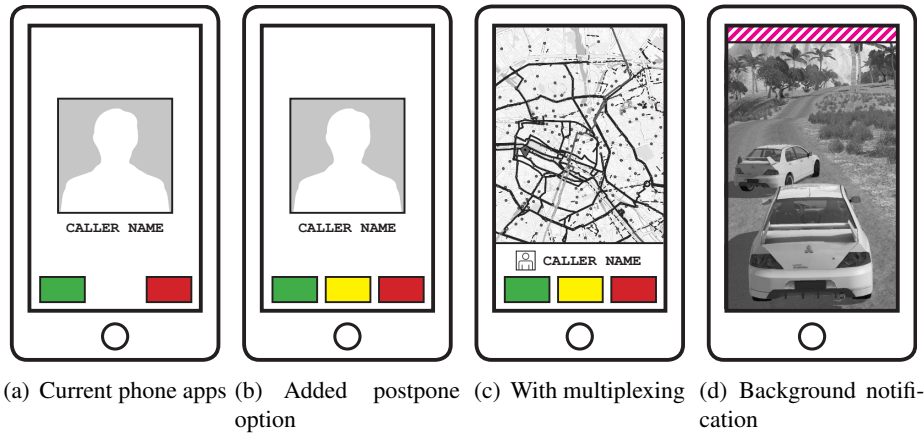 CALLER NAME
CALLER NAME
CALLER NAME
(a) Current phone apps
(b) Added postpone
option
(c) With multiplexing
(d) Background notifi-
cation